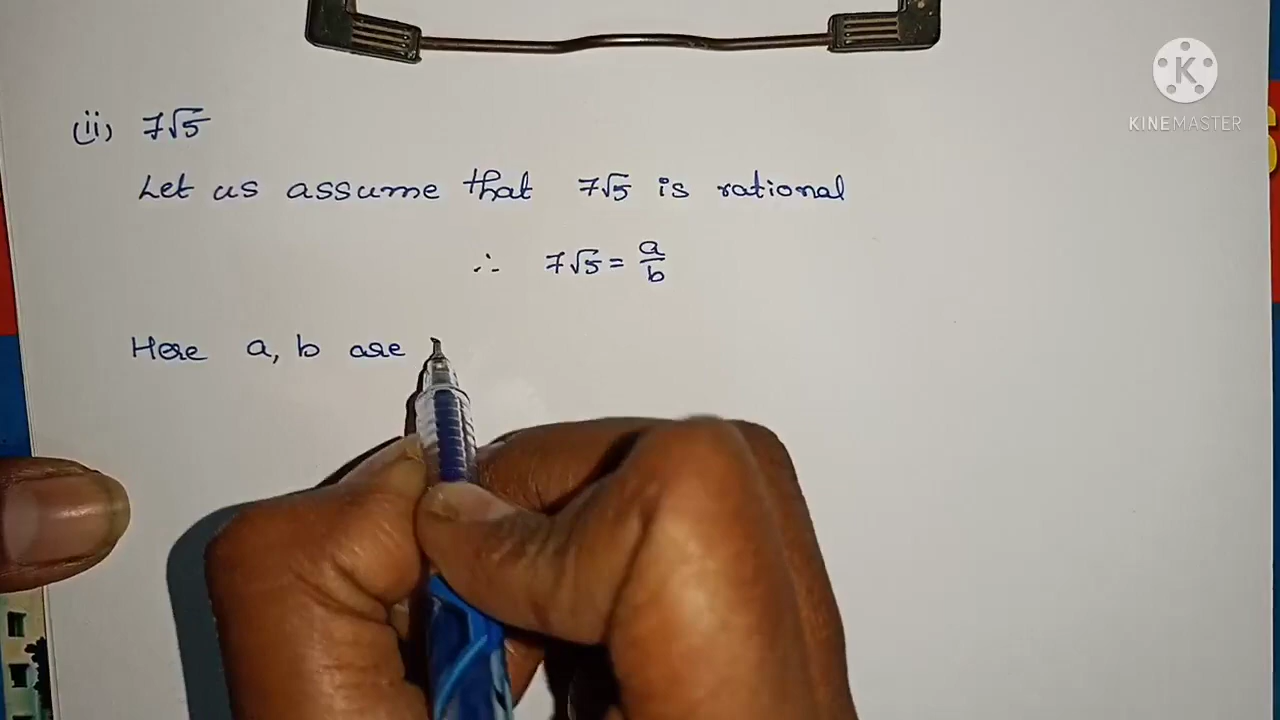 (ii) 7√5
Let us assume that 7√5 is rational
∴ 7√5 = a/b
Here a, b are
K
KINEMASTER